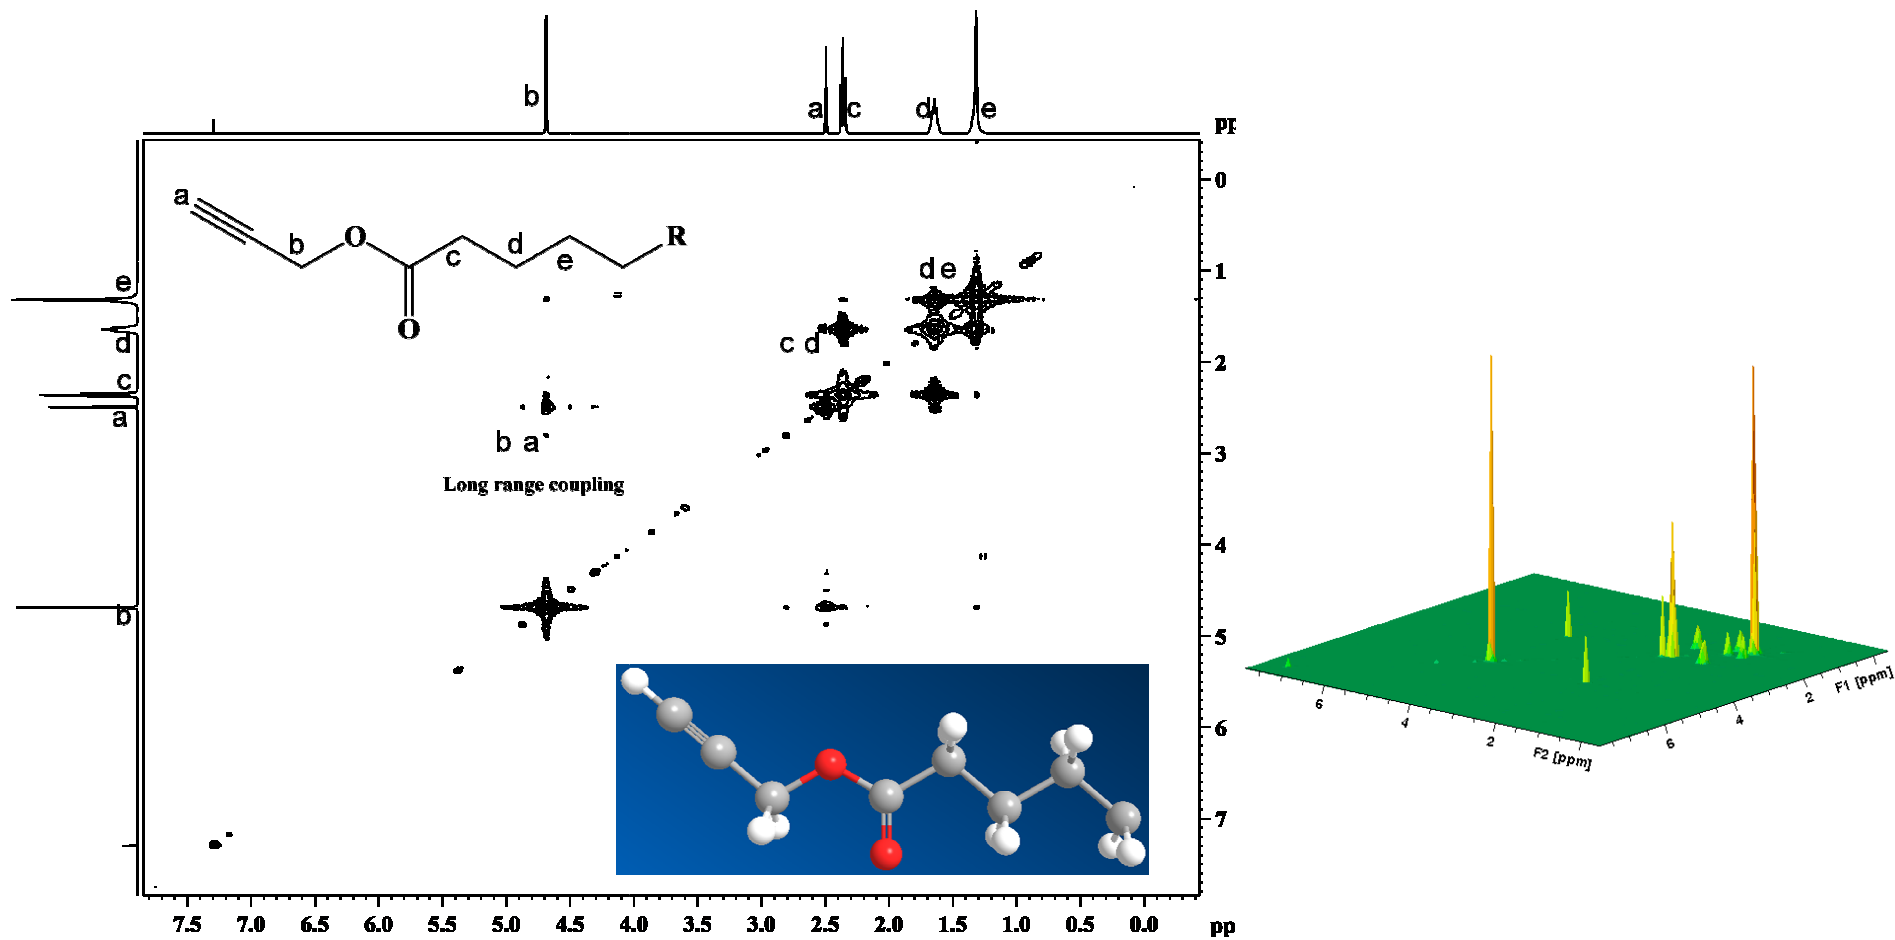 b
a c
d e
pp
a
b
O
c
d
e
R
O
e
d
c
a
b
d e
c d
b a
Long range coupling
0
1
2
3
4
5
6
7
7.5 7.0 6.5 6.0 5.5 5.0 4.5 4.0 3.5 3.0 2.5 2.0 1.5 1.0 0.5 0.0 pp
6 4 2 F2 [ppm]
6 4 2 F1 [ppm]